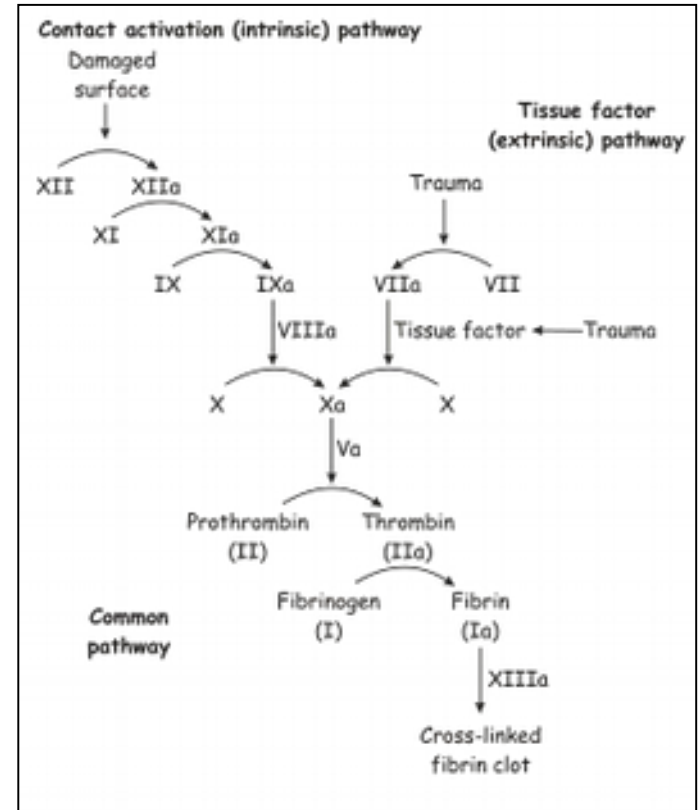 Contact activation (intrinsic) pathway
Damaged
surface
Tissue factor
(extrinsic) pathway
XII XIIa Trauma
XI XIa
IX IXa VIIa VII
VIIIa Tissue factor Trauma
X Xa X
Va
Prothrombin Thrombin
(II) (IIa)
Fibrinogen Fibrin
(I) (Ia)
Common
pathway
XIIIa
Cross-linked
fibrin clot